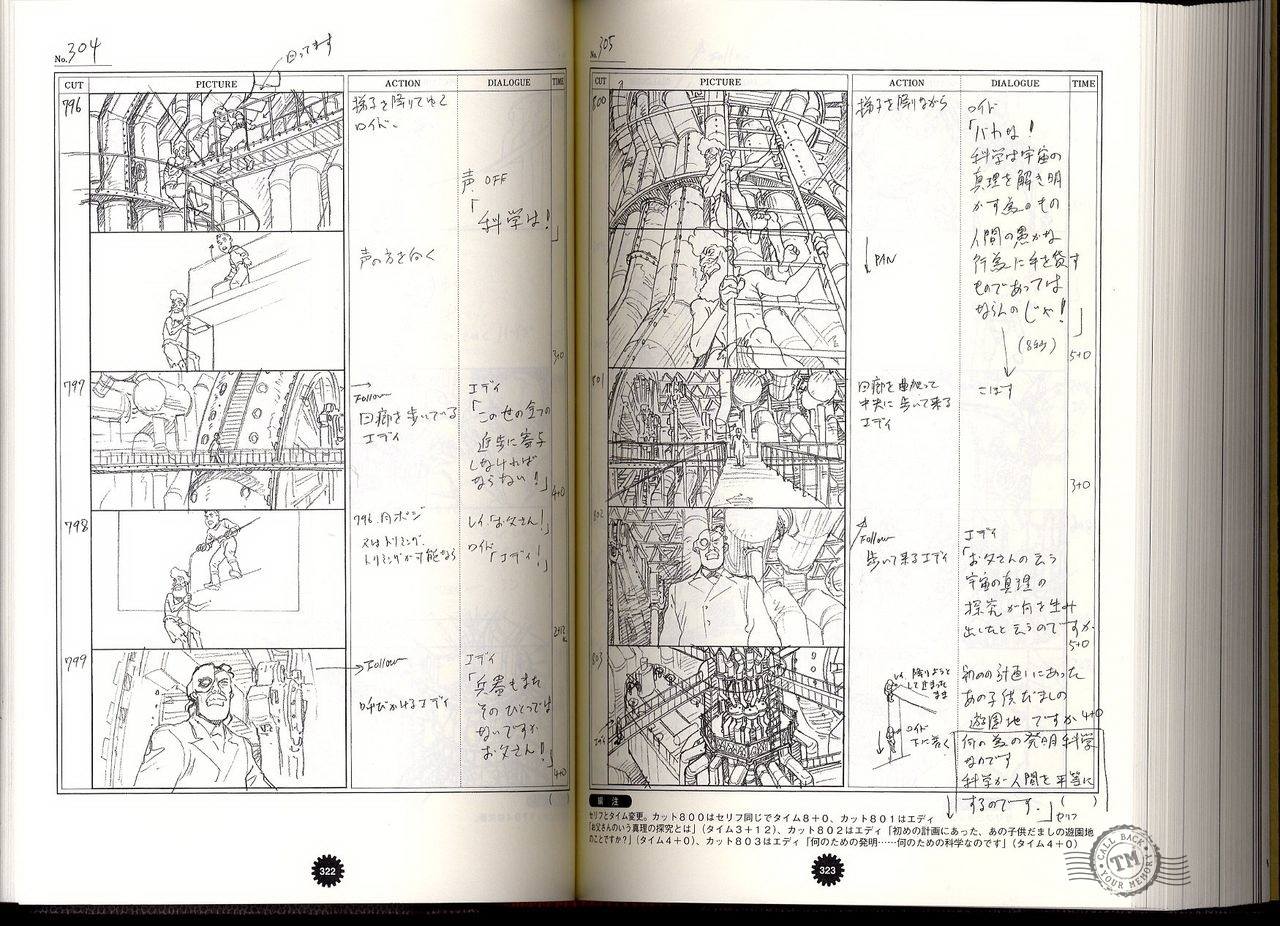 No. 304
回ってます
CUT PICTURE ACTION DIALOGUE TIME
796
梯子を降りてゆく
ロイド。
声 OFF
「科学は!」
声の方を向く
3+0
797
Follow
回廊を歩いている
エディ
エディ
「この世の全ての
進歩に寄与
しなければ
ならない!」
4+0
798
796.同ポジ
又はトリミング.
トリミングが可能なら
レイ「お父さん!」
ロイド
「エディ!」
2+12
799
Follow
呼びかけるエディ
エディ
「兵器もまた
そのひとつでは
ないですか
お父さん!」
4+0
( )
322
No. 305
CUT PICTURE ACTION DIALOGUE TIME
800
梯子を降りながら
PAN
ロイド
「バカな!
科学は宇宙の
真理を解き明
かす為のもの
人間の愚かな
行為に手を貸す
ものであっては
ならんのじゃ!」
(8秒)
5+0
801
回廊を曲がって
中央に歩いて来る
エディ
こぼす
3+0
802
Follow
歩いて来るエディ
エディ
「お父さんの云う
宇宙の真理の
探究が何を生み
出したと云うのですか.
5+0
803
レイ.降りようと
して止まった
まま
ロイド
下に着く
初めの計画にあった
あの子供だましの
遊園地ですか
4+0
何の為の発明科学
なのです
科学が人間を平等に
するのです.」
セリフ
( )
編注
セリフとタイム変更。カット800はセリフ同じでタイム8+0、カット801はエディ
「お父さんのいう真理の探究とは」(タイム3+12)、カット802はエディ「初めの計画にあった、あの子供だましの遊園地
のことですか?」(タイム4+0)、カット803はエディ「何のための発明……何のための科学なのです」(タイム4+0)
323
CALL BACK
TM
YOUR MEMORY